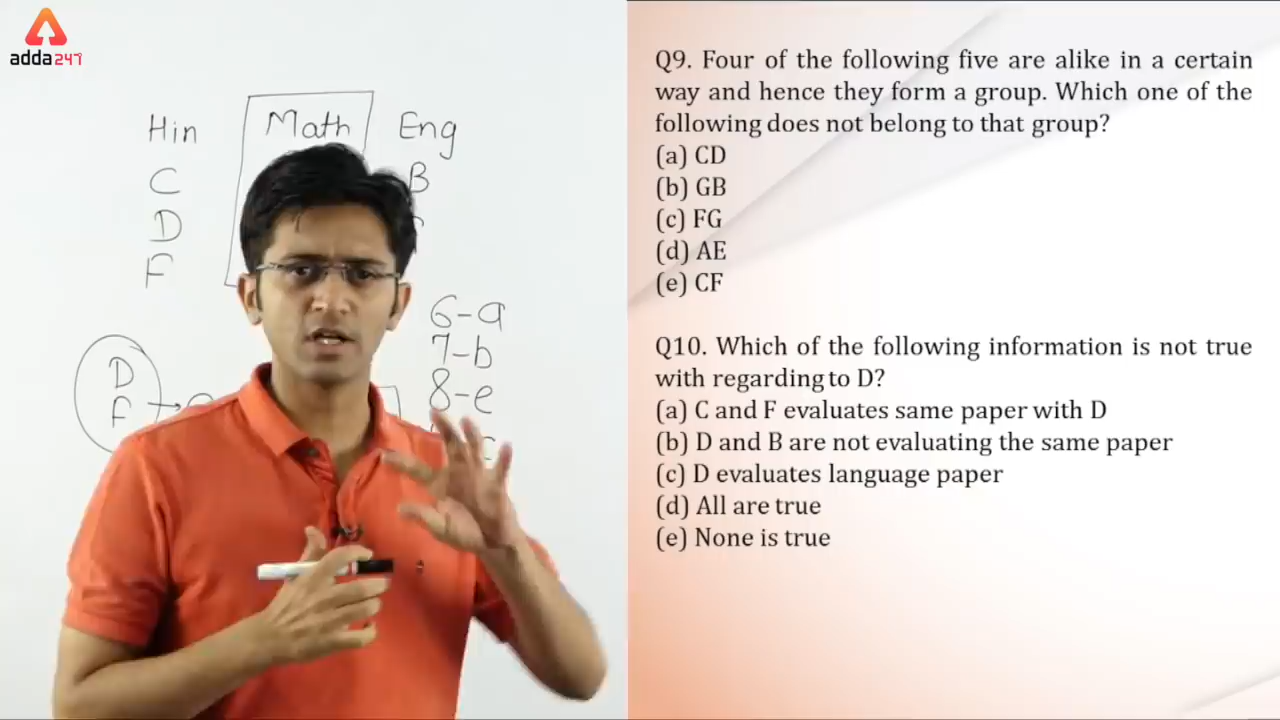 adda247
Hin Math Eng
C B
D
F
6-a
7-b
8-e
D
F
Q9. Four of the following five are alike in a certain
way and hence they form a group. Which one of the
following does not belong to that group?
(a) CD
(b) GB
(c) FG
(d) AE
(e) CF
Q10. Which of the following information is not true
with regarding to D?
(a) C and F evaluates same paper with D
(b) D and B are not evaluating the same paper
(c) D evaluates language paper
(d) All are true
(e) None is true